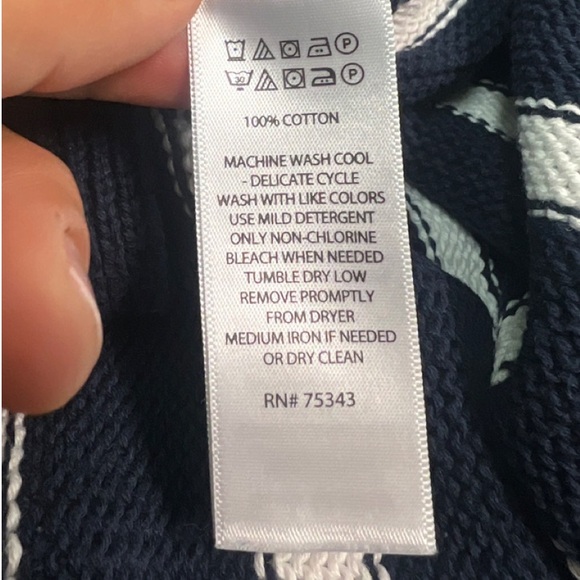 P
30 P
100% COTTON
MACHINE WASH COOL
- DELICATE CYCLE
WASH WITH LIKE COLORS
USE MILD DETERGENT
ONLY NON-CHLORINE
BLEACH WHEN NEEDED
TUMBLE DRY LOW
REMOVE PROMPTLY
FROM DRYER
MEDIUM IRON IF NEEDED
OR DRY CLEAN
RN# 75343